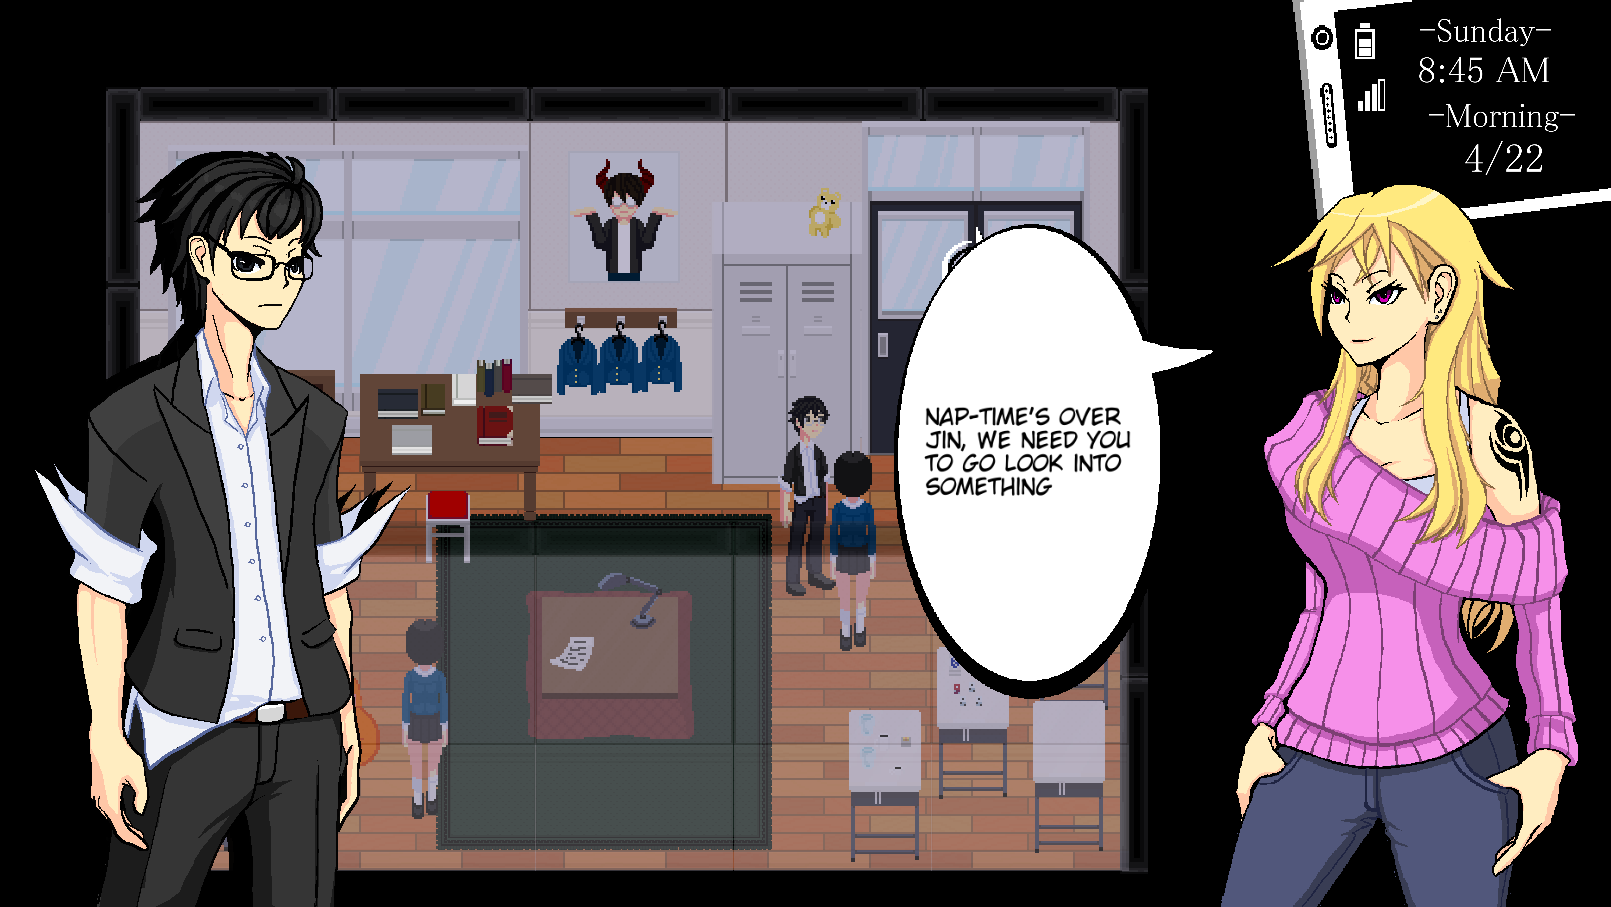 -Sunday-
8:45 AM
-Morning-
4/22
NAP-TIME'S OVER
JIN, WE NEED YOU
TO GO LOOK INTO
SOMETHING